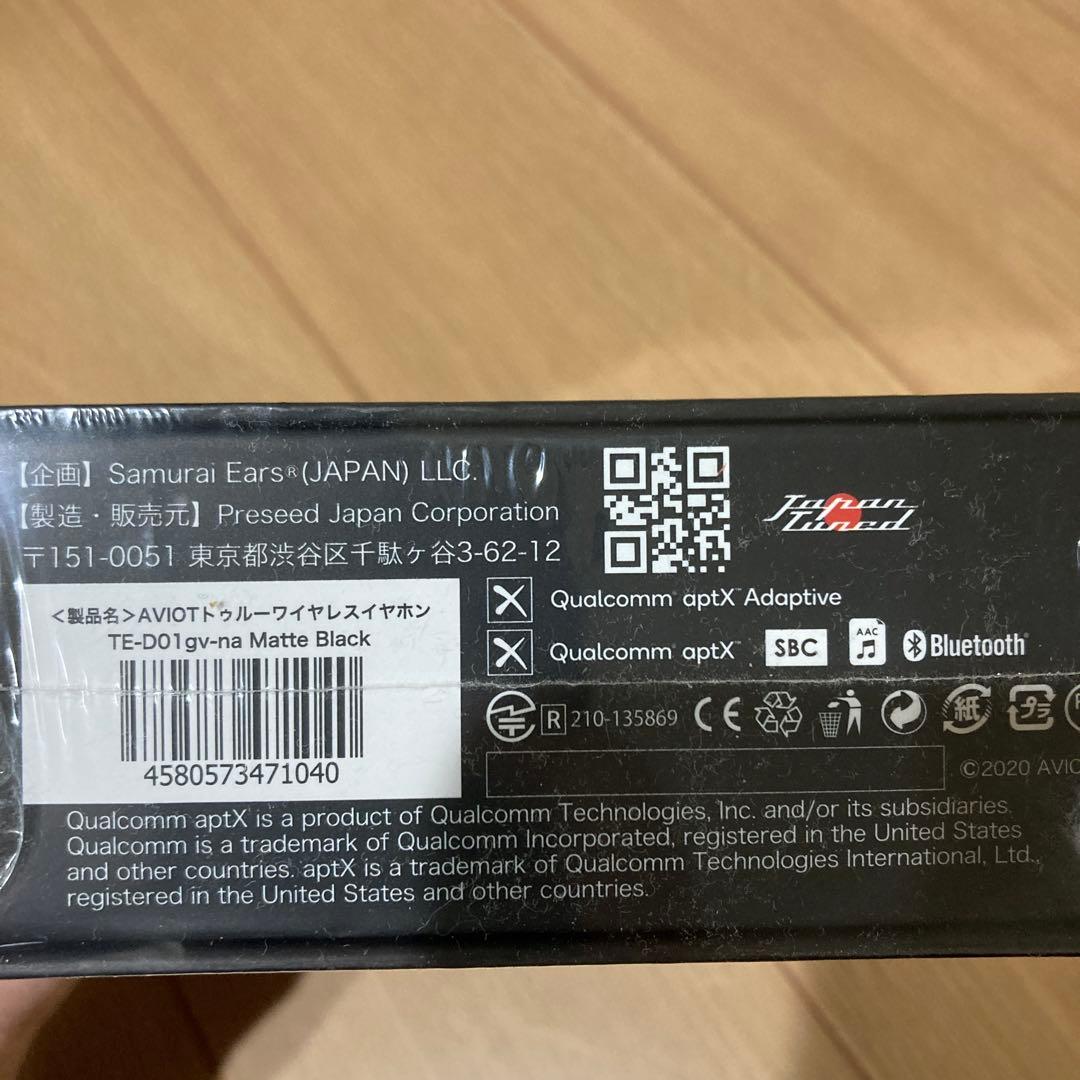 【企画】Samurai Ears®(JAPAN) LLC.
【製造・販売元】Preseed Japan Corporation
〒151-0051 東京都渋谷区千駄ヶ谷3-62-12
Japan Tuned
<製品名>AVIOTトゥルーワイヤレスイヤホン
TE-D01gv-na Matte Black
4580573471040
Qualcomm aptX™ Adaptive
Qualcomm aptX™ SBC AAC Bluetooth®
R 210-135869 CE 紙 プラ
©2020 AVIO
Qualcomm aptX is a product of Qualcomm Technologies, Inc. and/or its subsidiaries.
Qualcomm is a trademark of Qualcomm Incorporated, registered in the United States
and other countries. aptX is a trademark of Qualcomm Technologies International, Ltd.,
registered in the United States and other countries.